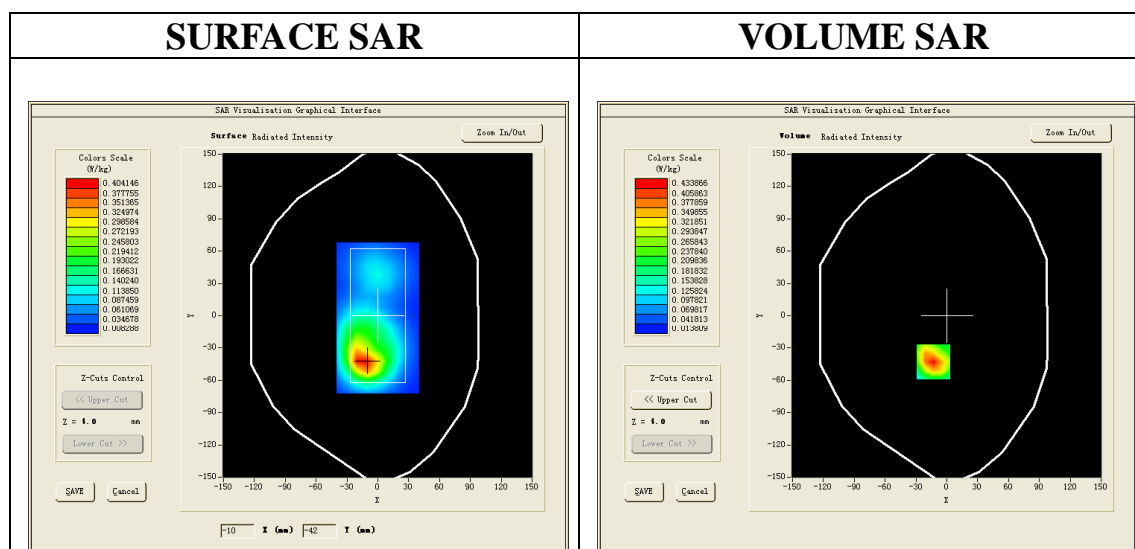 SURFACE SAR
VOLUME SAR
SAR Visualisation Graphical Interface
Surface Radiated Intensity
Zoom In/Out
Colors Scale
(W/kg)
0.404146
0.377755
0.351365
0.324974
0.298584
0.272193
0.245803
0.219412
0.193022
0.166631
0.140240
0.113850
0.087459
0.061069
0.034678
0.008288
Z-Cuts Control
<< Upper Cut
Z = 4.0 mm
Lower Cut >>
SAVE
Cancel
150
120
90
60
30
0
-30
-60
-90
-120
-150
Y
-150 -120 -90 -60 -30 0 30 60 90 120 150
X
-10 X (mm) -42 Y (mm)
SAR Visualisation Graphical Interface
Volume Radiated Intensity
Zoom In/Out
Colors Scale
(W/kg)
0.433866
0.405863
0.377859
0.349855
0.321851
0.293847
0.265843
0.237840
0.209836
0.181832
0.153828
0.125824
0.097821
0.069817
0.041813
0.013809
Z-Cuts Control
<< Upper Cut
Z = 4.0 mm
Lower Cut >>
SAVE
Cancel
150
120
90
60
30
0
-30
-60
-90
-120
-150
Y
-150 -120 -90 -60 -30 0 30 60 90 120 150
X